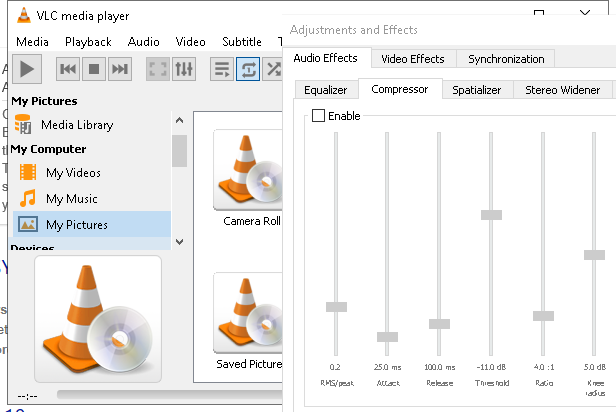 VLC media player
Media Playback Audio Video Subtitle
My Pictures
Media Library
My Computer
My Videos
My Music
My Pictures
Devices
Camera Roll
Saved Picture
--:--
Adjustments and Effects
Audio Effects Video Effects Synchronization
Equalizer Compressor Spatializer Stereo Widener
Enable
0.2 25.0 ms 100.0 ms -11.0 dB 4.0 :1 5.0 dB
RMS/peak Attack Release Threshold Ratio Knee
radius